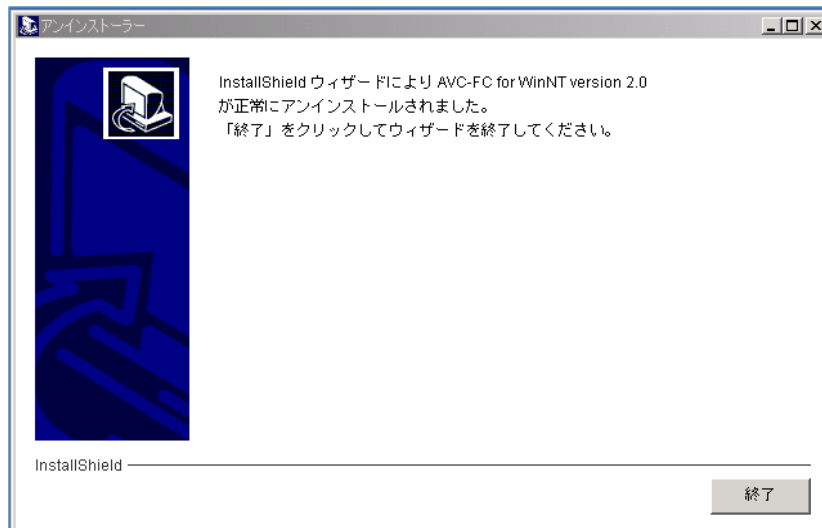 アンインストーラー
InstallShield ウィザードにより AVC-FC for WinNT version 2.0
が正常にアンインストールされました。
「終了」をクリックしてウィザードを終了してください。
InstallShield
終了